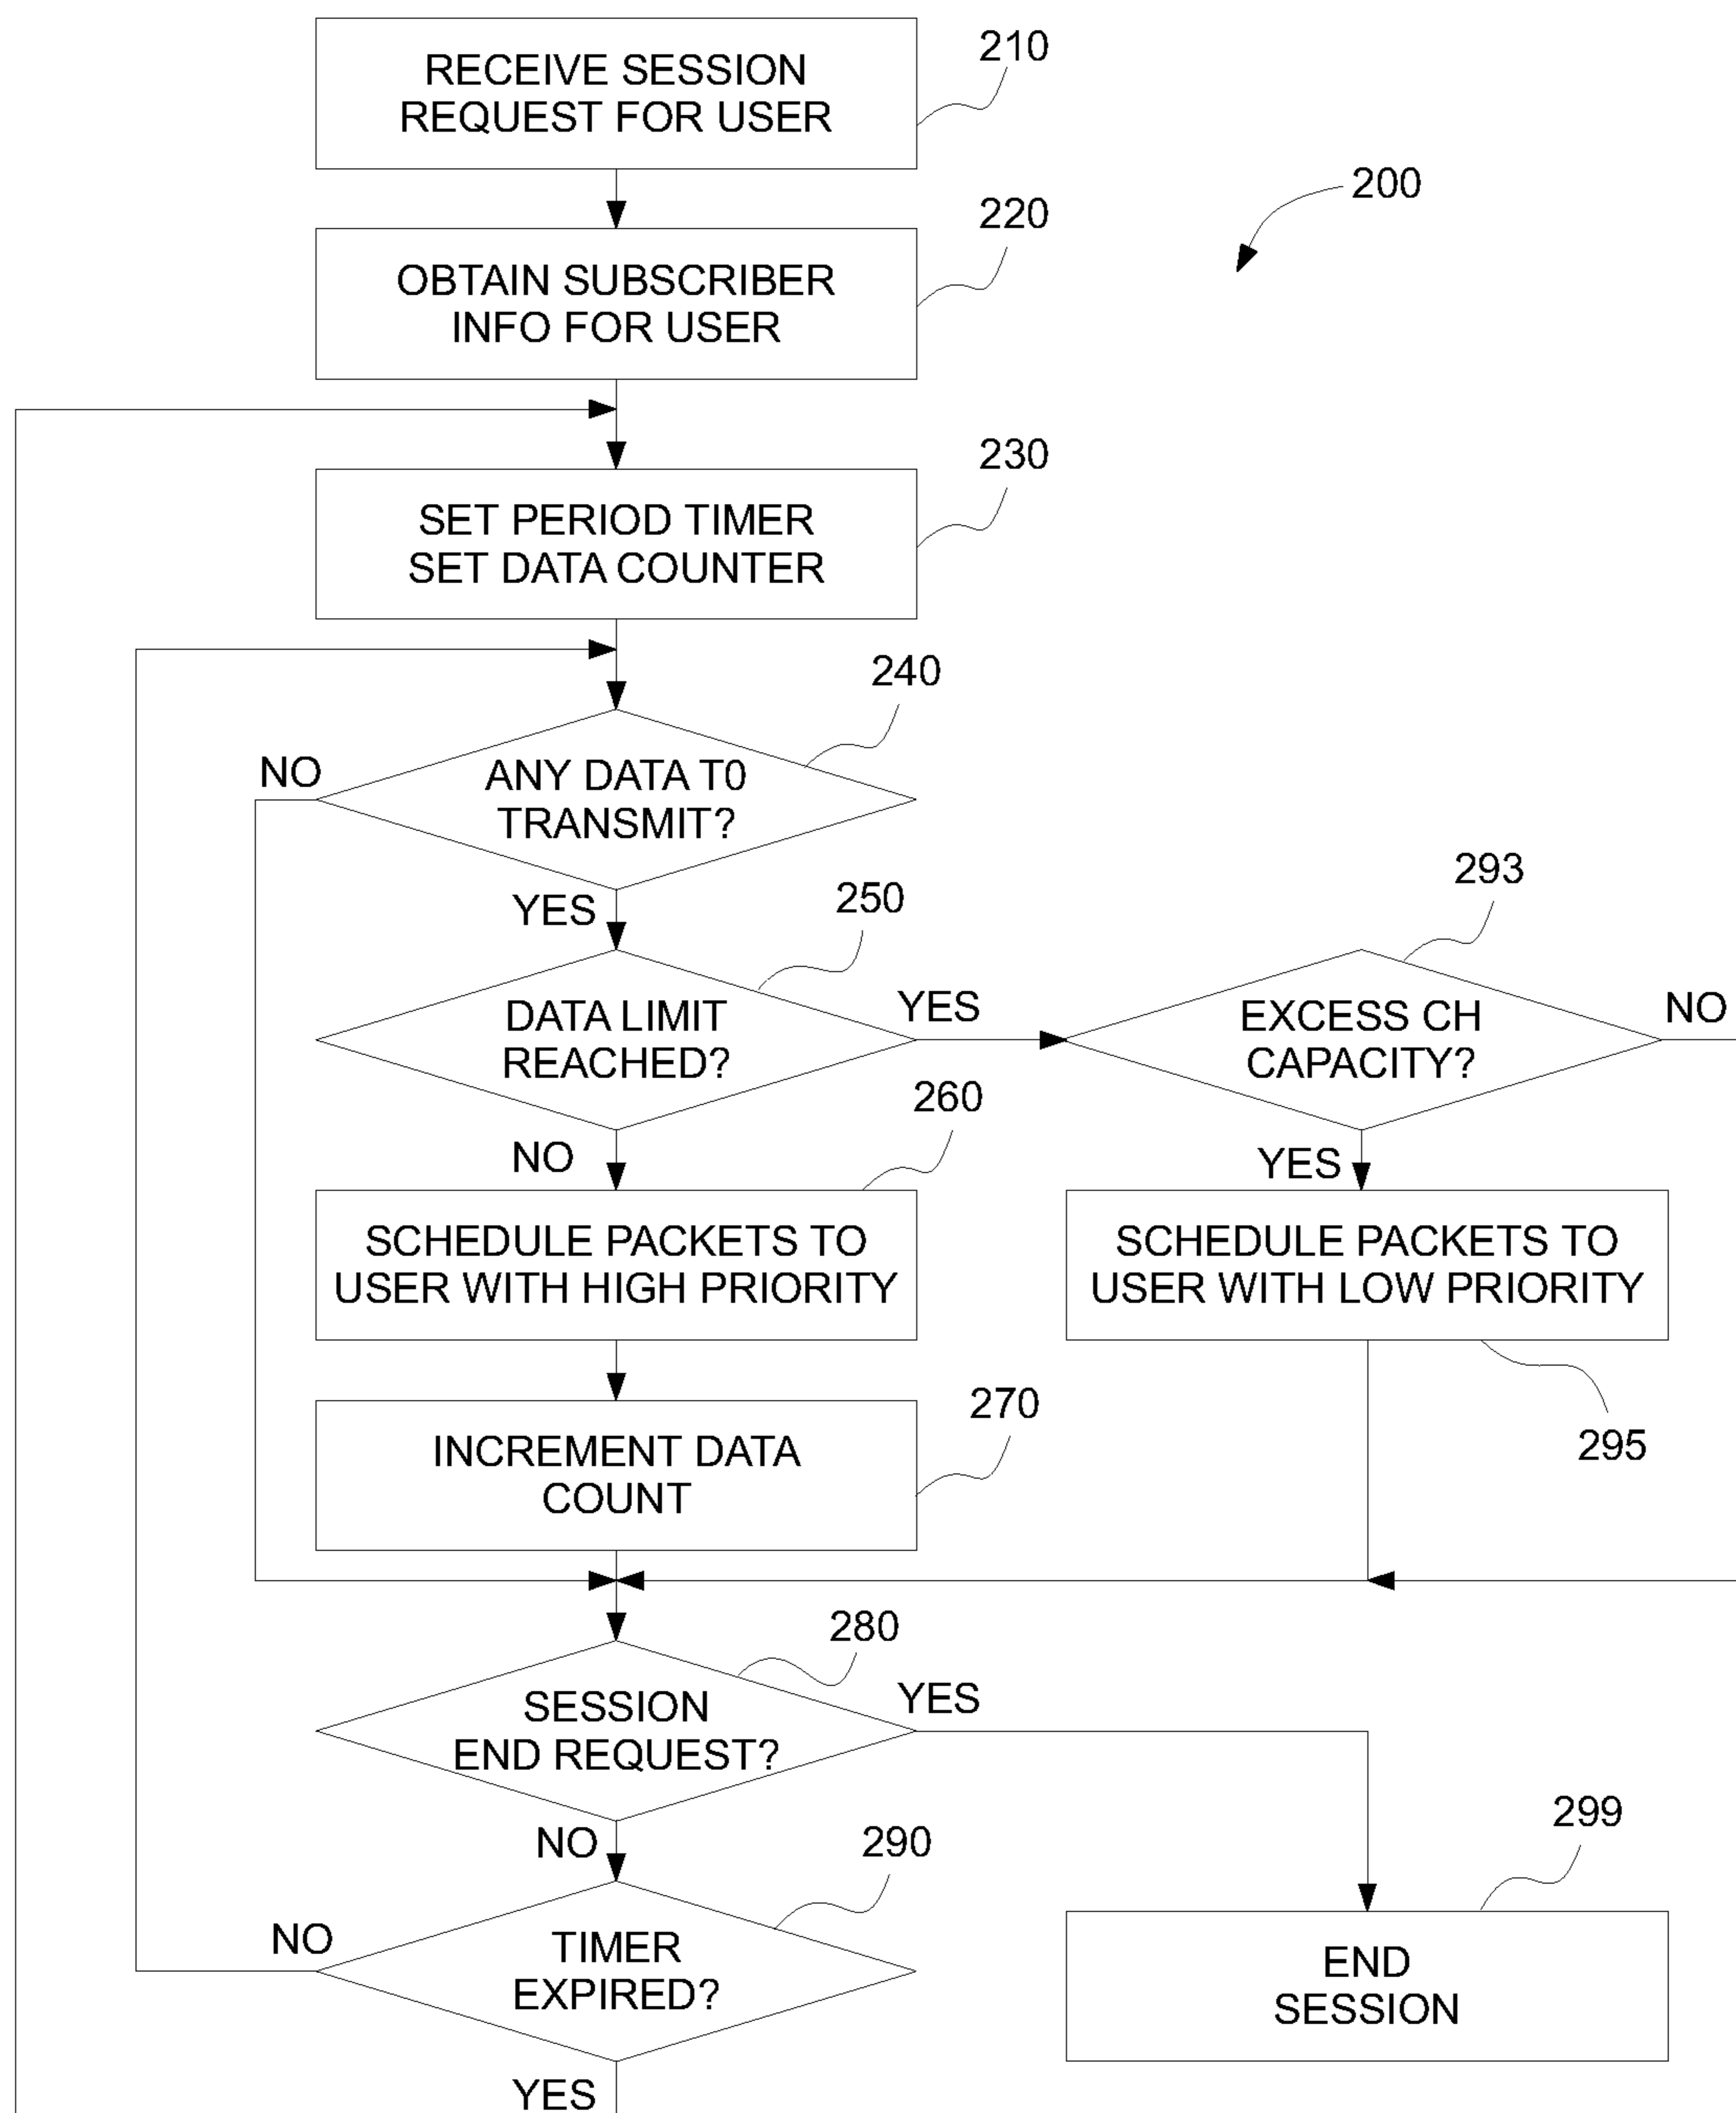 RECEIVE SESSION
REQUEST FOR USER
210
200
OBTAIN SUBSCRIBER
INFO FOR USER
220
SET PERIOD TIMER
SET DATA COUNTER
230
240
NO
ANY DATA T0
TRANSMIT?
YES
250
293
DATA LIMIT
REACHED?
YES
EXCESS CH
CAPACITY?
NO
260
NO
YES
SCHEDULE PACKETS TO
USER WITH HIGH PRIORITY
SCHEDULE PACKETS TO
USER WITH LOW PRIORITY
270
295
INCREMENT DATA
COUNT
280
SESSION
END REQUEST?
YES
299
NO
290
NO
TIMER
EXPIRED?
END
SESSION
YES